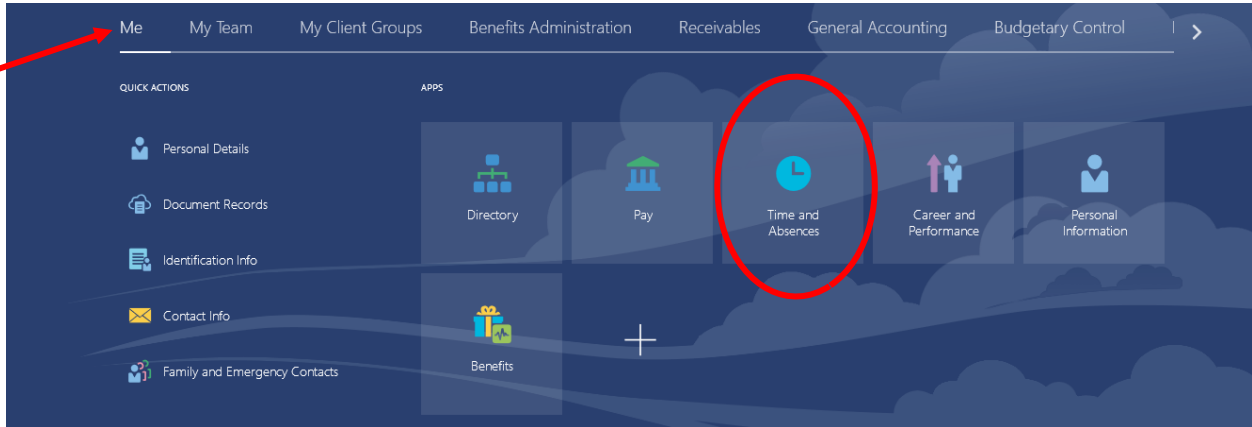 Me My Team My Client Groups Benefits Administration Receivables General Accounting Budgetary Control
QUICK ACTIONS
Personal Details
Document Records
Identification Info
Contact Info
Family and Emergency Contacts
APPS
Directory
Pay
Time and
Absences
Career and
Performance
Personal
Information
Benefits